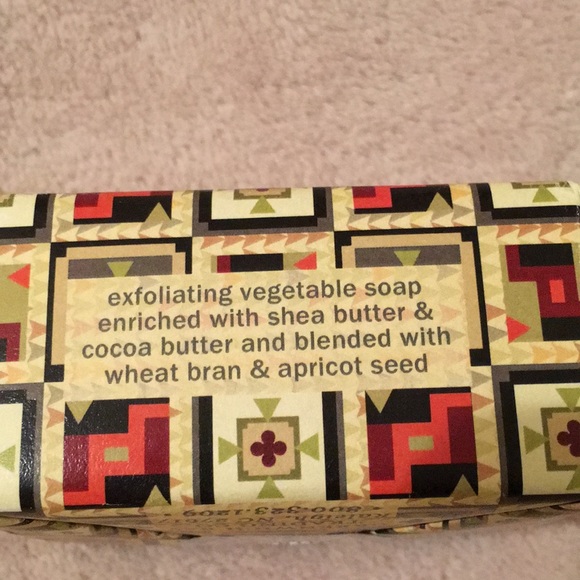 exfoliating vegetable soap
enriched with shea butter &
cocoa butter and blended with
wheat bran & apricot seed